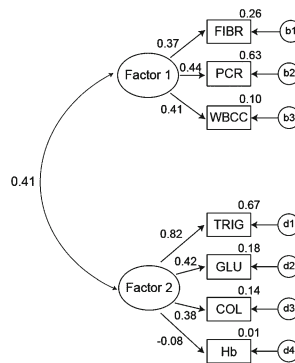 0.26
0.37
FIBR
b1
0.63
Factor 1
0.44
PCR
b2
0.10
0.41
WBCC
b3
0.41
0.67
0.82
TRIG
d1
0.18
0.42
GLU
d2
Factor 2
0.14
0.38
COL
d3
-0.08
0.01
Hb
d4